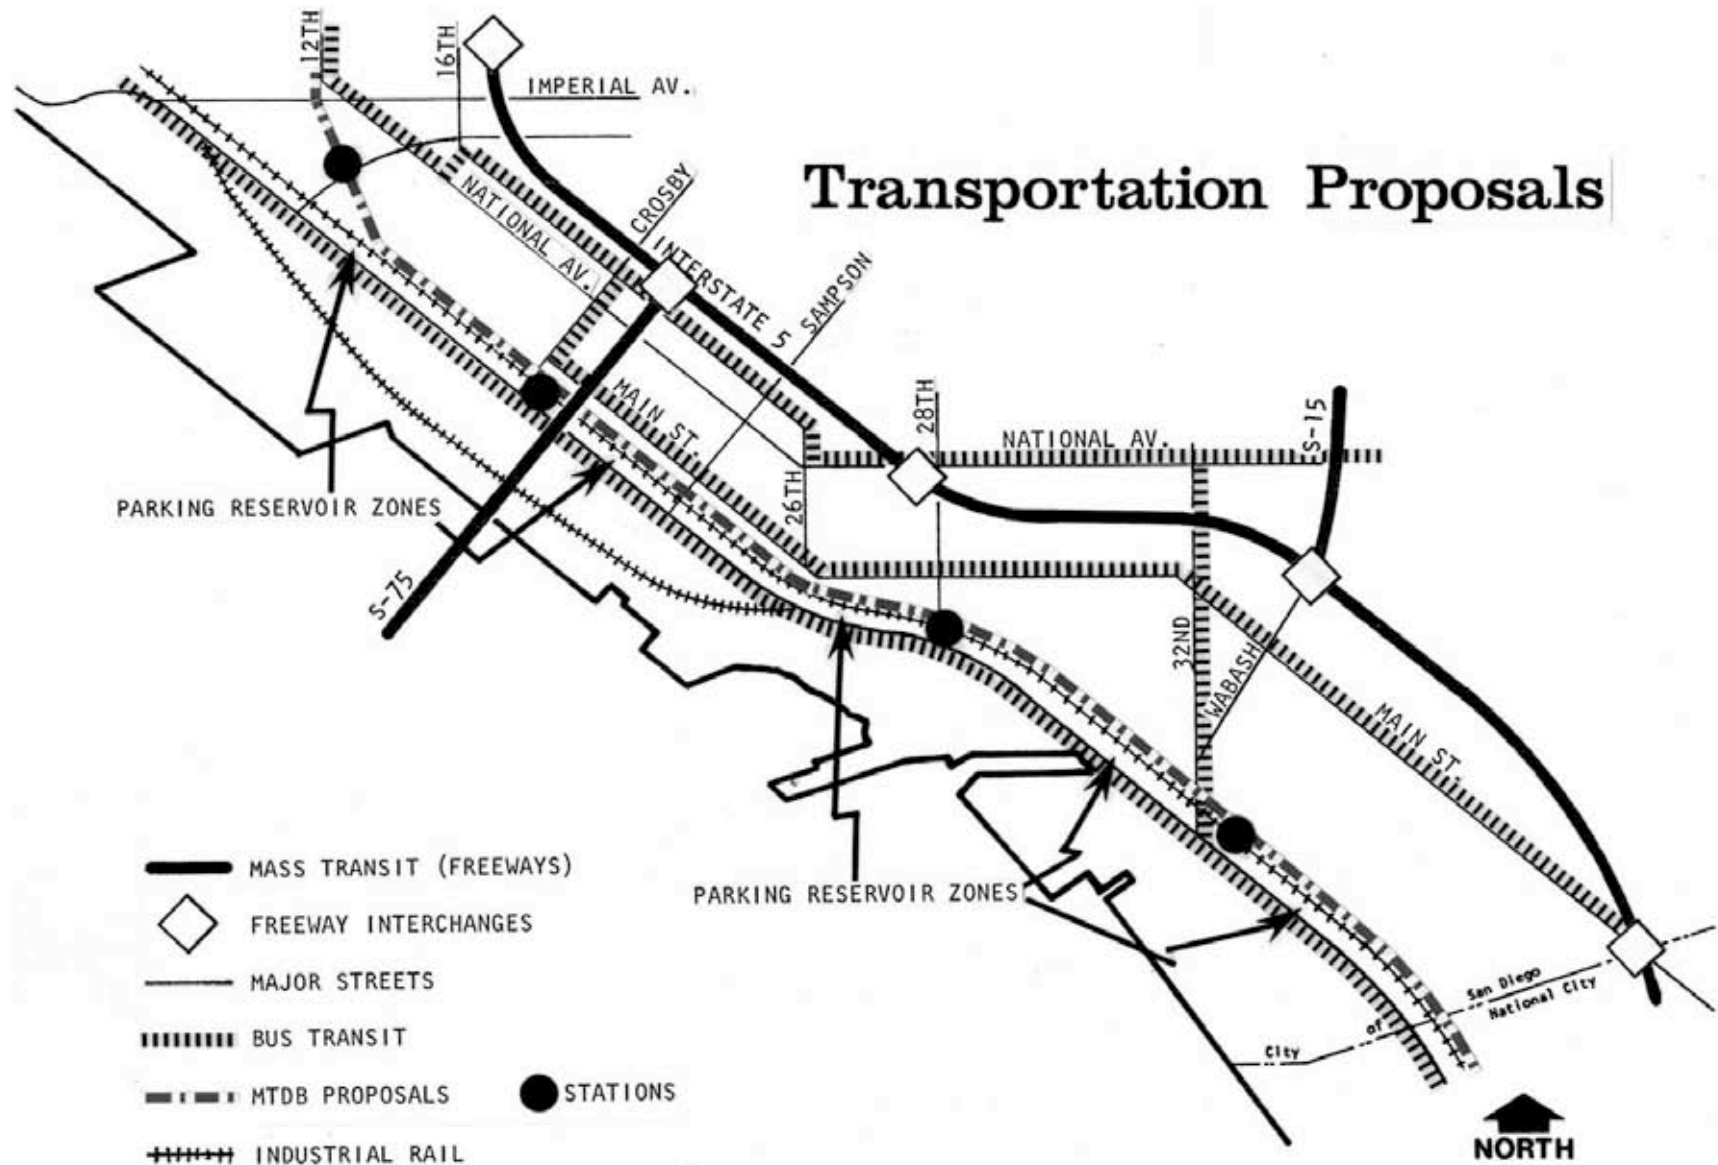 12TH
16TH
IMPERIAL AV.
Transportation Proposals
CROSBY
NATIONAL AV.
INTERSTATE 5
SAMPSON
MAIN ST.
28TH
NATIONAL AV.
S-15
26TH
PARKING RESERVOIR ZONES
S-75
32ND
WABASH
MAIN ST.
PARKING RESERVOIR ZONES
San Diego
National City
City of
MASS TRANSIT (FREEWAYS)
FREEWAY INTERCHANGES
MAJOR STREETS
BUS TRANSIT
MTDB PROPOSALS
STATIONS
INDUSTRIAL RAIL
NORTH